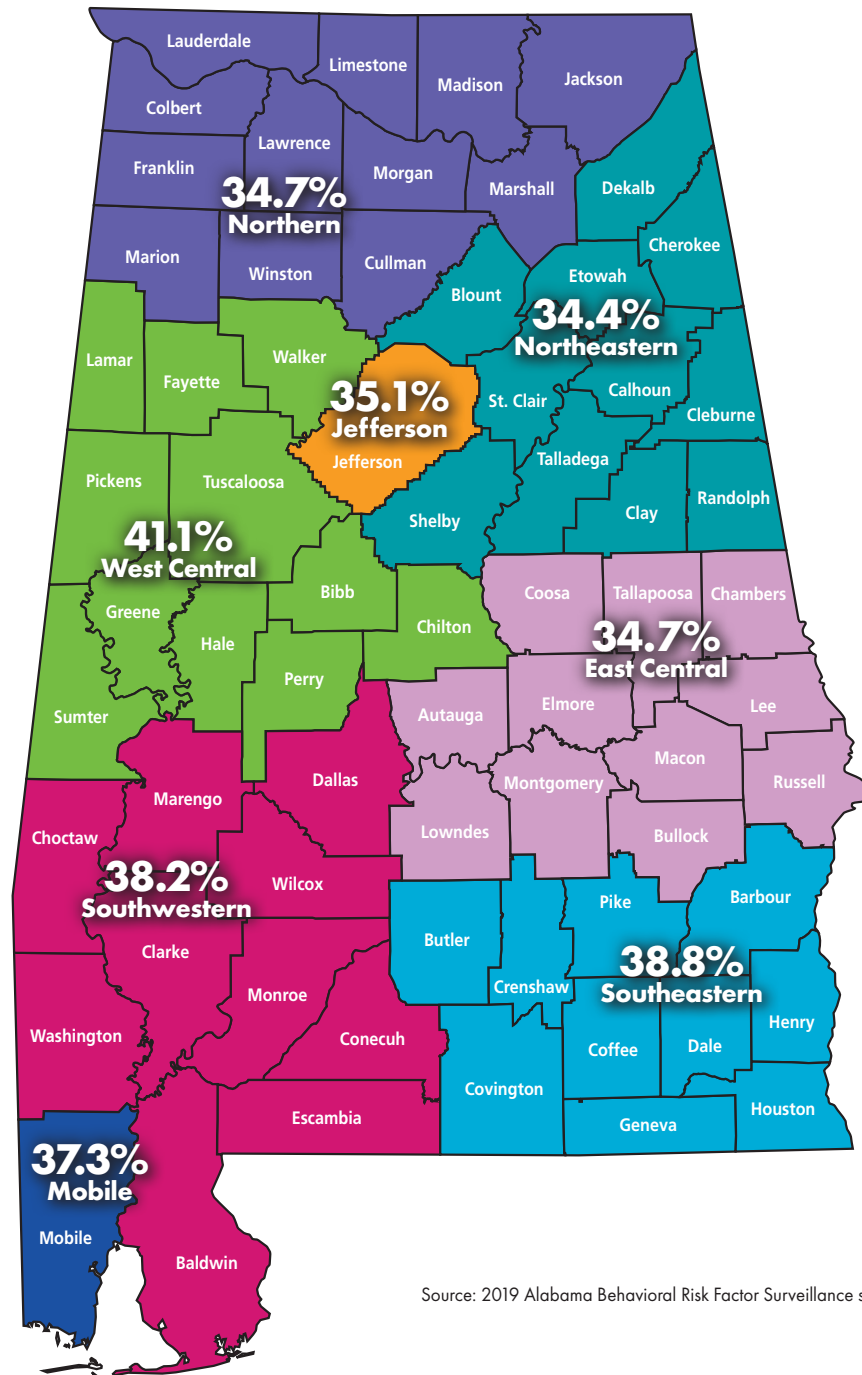 Lauderdale
Limestone
Madison
Jackson
Colbert
Lawrence
Franklin
Morgan
Marshall
Dekalb
34.7%
Northern
Marion
Winston
Cullman
Cherokee
Etowah
Blount
34.4%
Northeastern
Lamar
Fayette
Walker
35.1%
Jefferson
Jefferson
St. Clair
Calhoun
Cleburne
Talladega
Pickens
Tuscaloosa
Randolph
Clay
Shelby
41.1%
West Central
Greene
Hale
Bibb
Chilton
Perry
Sumter
Coosa
Tallapoosa
Chambers
34.7%
East Central
Autauga
Elmore
Lee
Macon
Montgomery
Russell
Lowndes
Bullock
Dallas
Marengo
Choctaw
38.2%
Southwestern
Wilcox
Clarke
Monroe
Washington
Conecuh
Escambia
Pike
Barbour
Butler
38.8%
Southeastern
Crenshaw
Henry
Coffee
Dale
Covington
Houston
Geneva
37.3%
Mobile
Mobile
Baldwin
Source: 2019 Alabama Behavioral Risk Factor Surveillance s